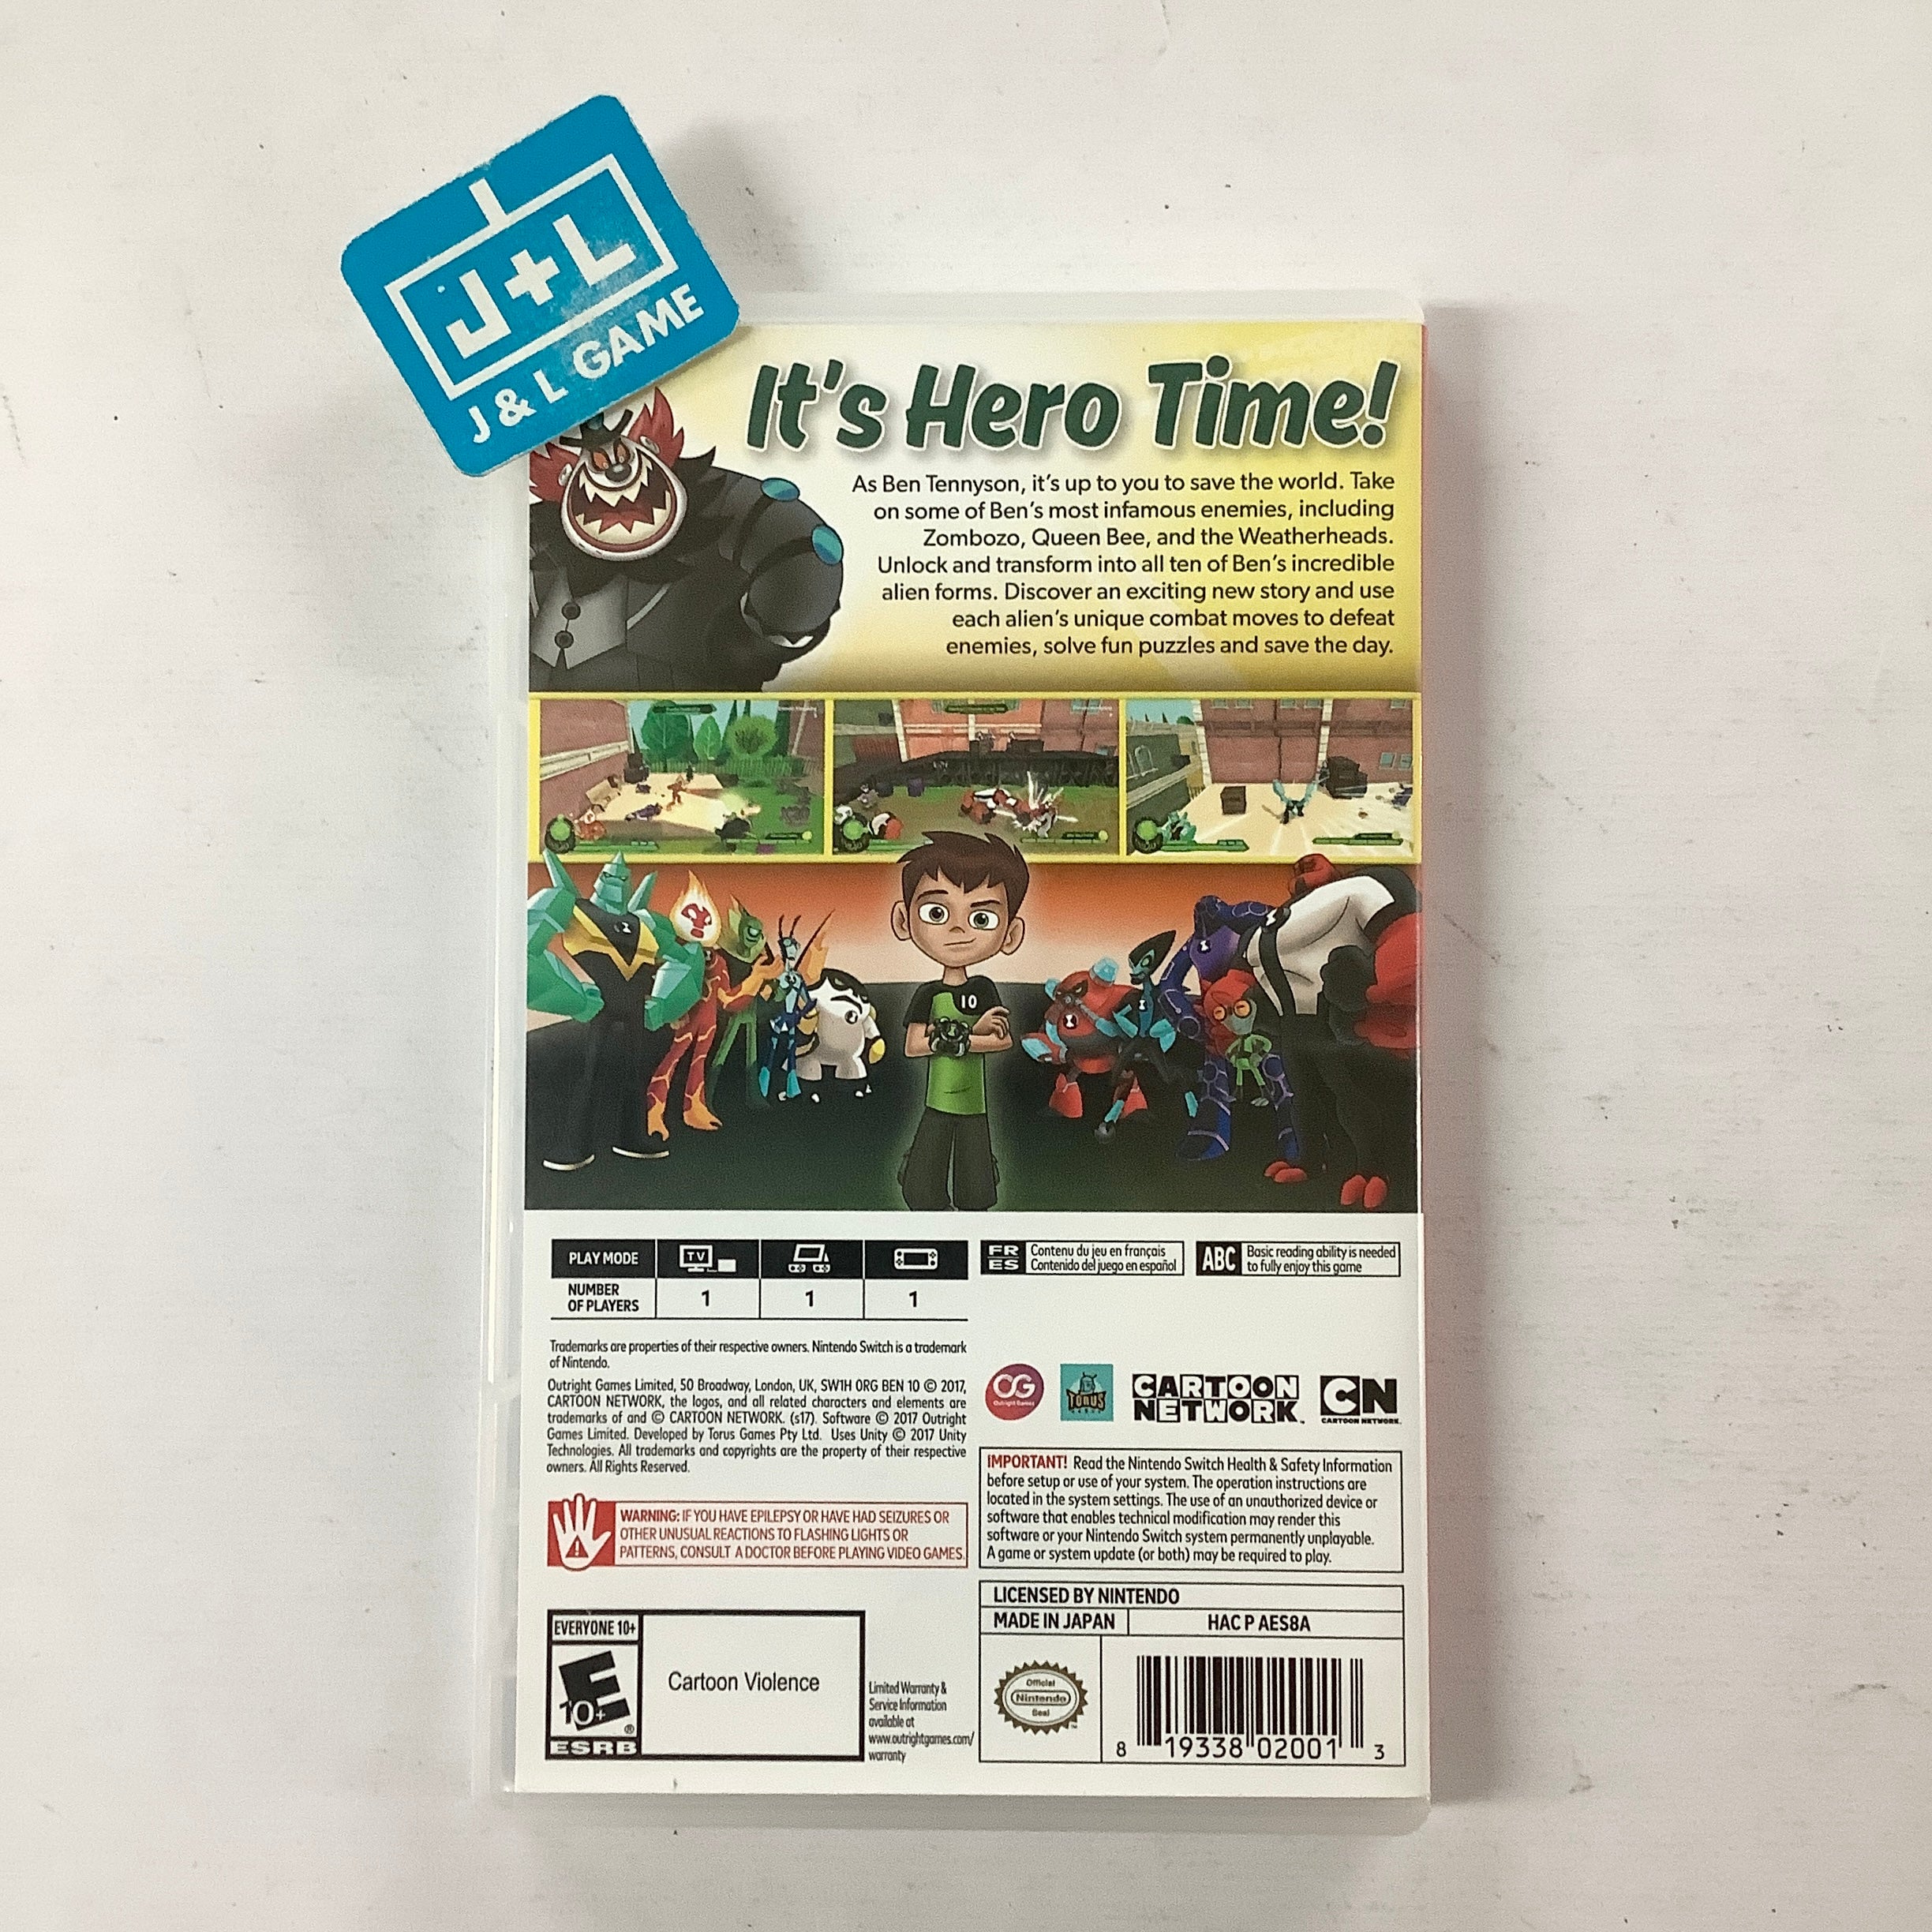 J+L
J & L GAME
It's Hero Time!
As Ben Tennyson, it's up to you to save the world. Take
on some of Ben's most infamous enemies, including
Zombozo, Queen Bee, and the Weatherheads.
Unlock and transform into all ten of Ben's incredible
alien forms. Discover an exciting new story and use
each alien's unique combat moves to defeat
enemies, solve fun puzzles and save the day.
10
PLAY MODE
TV
NUMBER
OF PLAYERS
1 1 1
FR
ES
Contenu du jeu en français
Contenido del juego en español
ABC
Basic reading ability is needed
to fully enjoy this game
Trademarks are properties of their respective owners. Nintendo Switch is a trademark
of Nintendo.
Outright Games Limited, 50 Broadway, London, UK, SW1H 0RG BEN 10 © 2017,
CARTOON NETWORK, the logos, and all related characters and elements are
trademarks of and © CARTOON NETWORK. (s17). Software © 2017 Outright
Games Limited. Developed by Torus Games Pty Ltd. Uses Unity © 2017 Unity
Technologies. All trademarks and copyrights are the property of their respective
owners. All Rights Reserved.
OG
Outright Games
TORUS
GAMES
CARTOON
NETWORK™
CN
CARTOON NETWORK.
WARNING: IF YOU HAVE EPILEPSY OR HAVE HAD SEIZURES OR
OTHER UNUSUAL REACTIONS TO FLASHING LIGHTS OR
PATTERNS, CONSULT A DOCTOR BEFORE PLAYING VIDEO GAMES.
IMPORTANT! Read the Nintendo Switch Health & Safety Information
before setup or use of your system. The operation instructions are
located in the system settings. The use of an unauthorized device or
software that enables technical modification may render this
software or your Nintendo Switch system permanently unplayable.
A game or system update (or both) may be required to play.
EVERYONE 10+
E
10+
®
ESRB
Cartoon Violence
Limited Warranty &
Service Information
available at
www.outrightgames.com/
warranty
LICENSED BY NINTENDO
MADE IN JAPAN
HAC P AES8A
Official
Nintendo
Seal
™
8 19338 02001 3